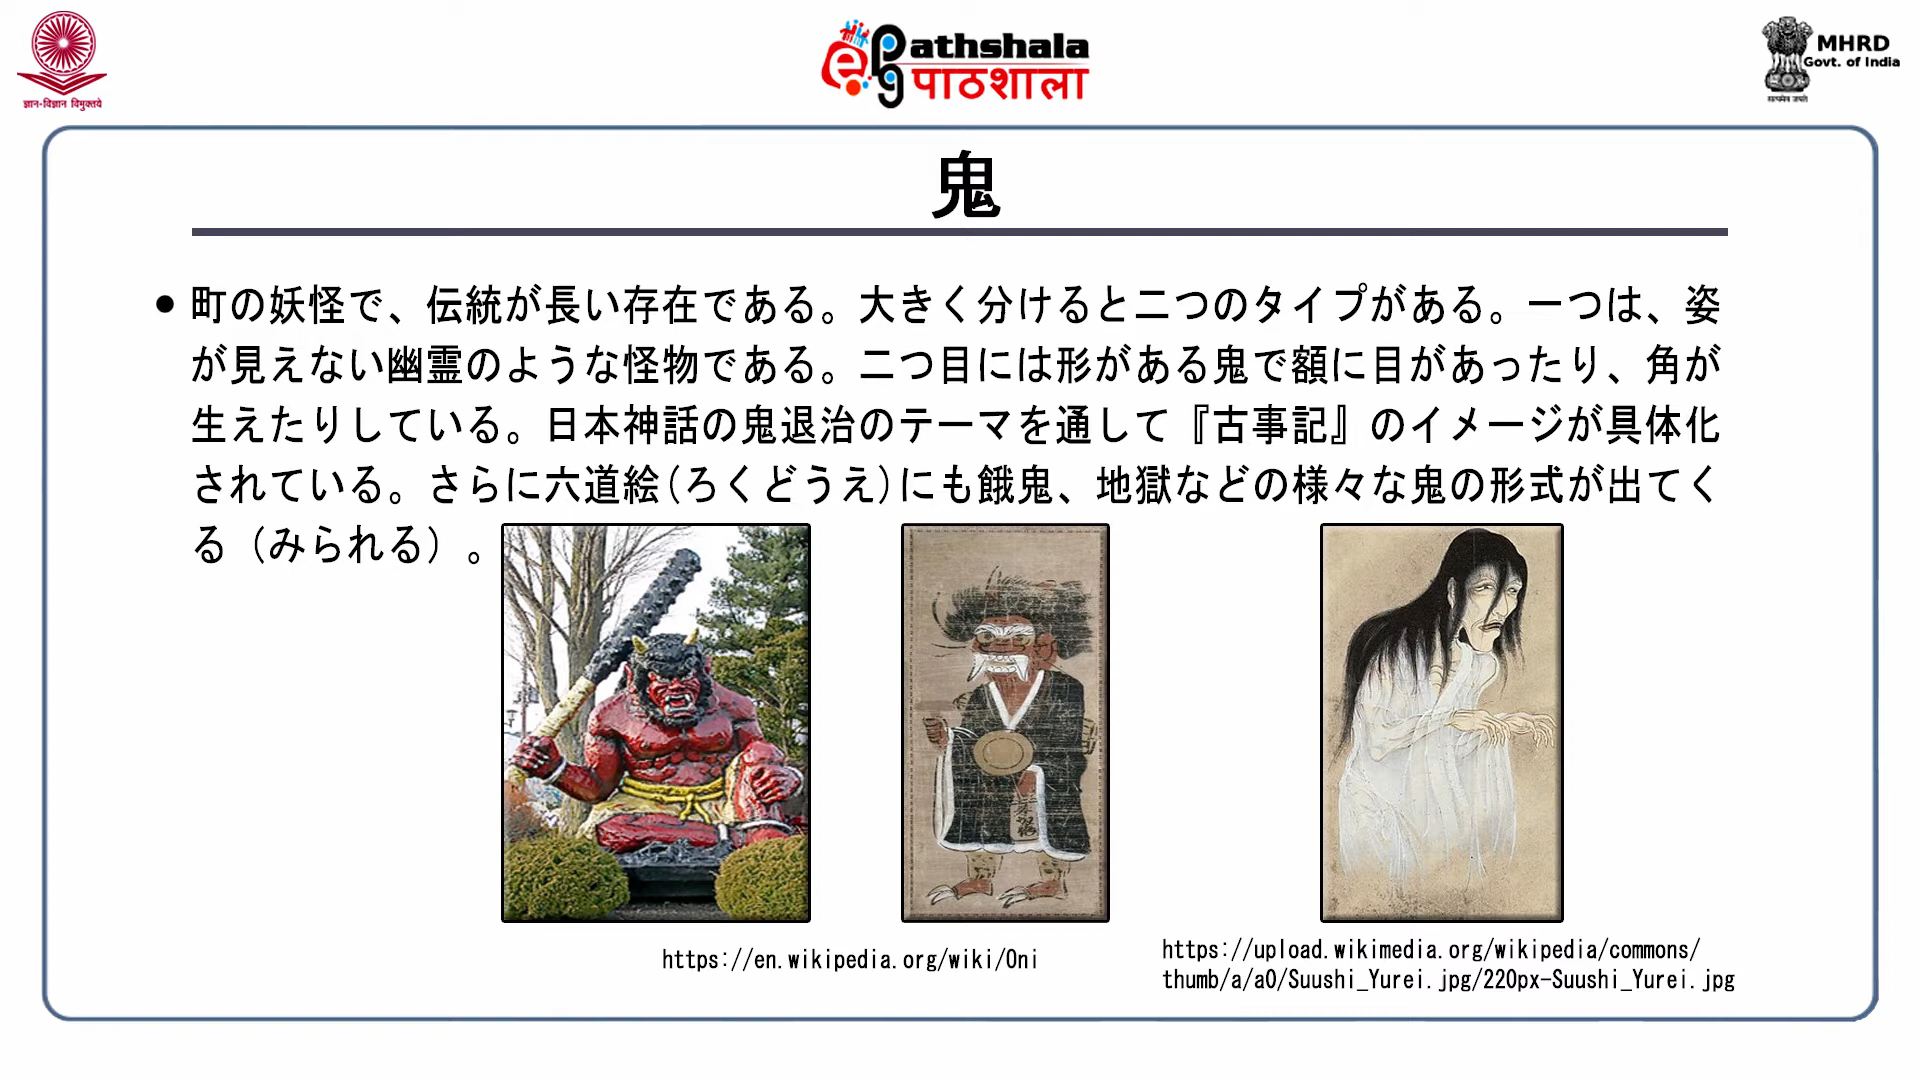 ज्ञान-विज्ञान विमुक्तये
ePathshala
पाठशाला
MHRD
Govt. of India
सत्यमेव जयते
鬼
• 町の妖怪で、伝統が長い存在である。大きく分けると二つのタイプがある。一つは、姿
が見えない幽霊のような怪物である。二つ目には形がある鬼で額に目があったり、角が
生えたりしている。日本神話の鬼退治のテーマを通して『古事記』のイメージが具体化
されている。さらに六道絵(ろくどうえ)にも餓鬼、地獄などの様々な鬼の形式が出てく
る（みられる）。
https://en.wikipedia.org/wiki/Oni
https://upload.wikimedia.org/wikipedia/commons/
thumb/a/a0/Suushi_Yurei.jpg/220px-Suushi_Yurei.jpg